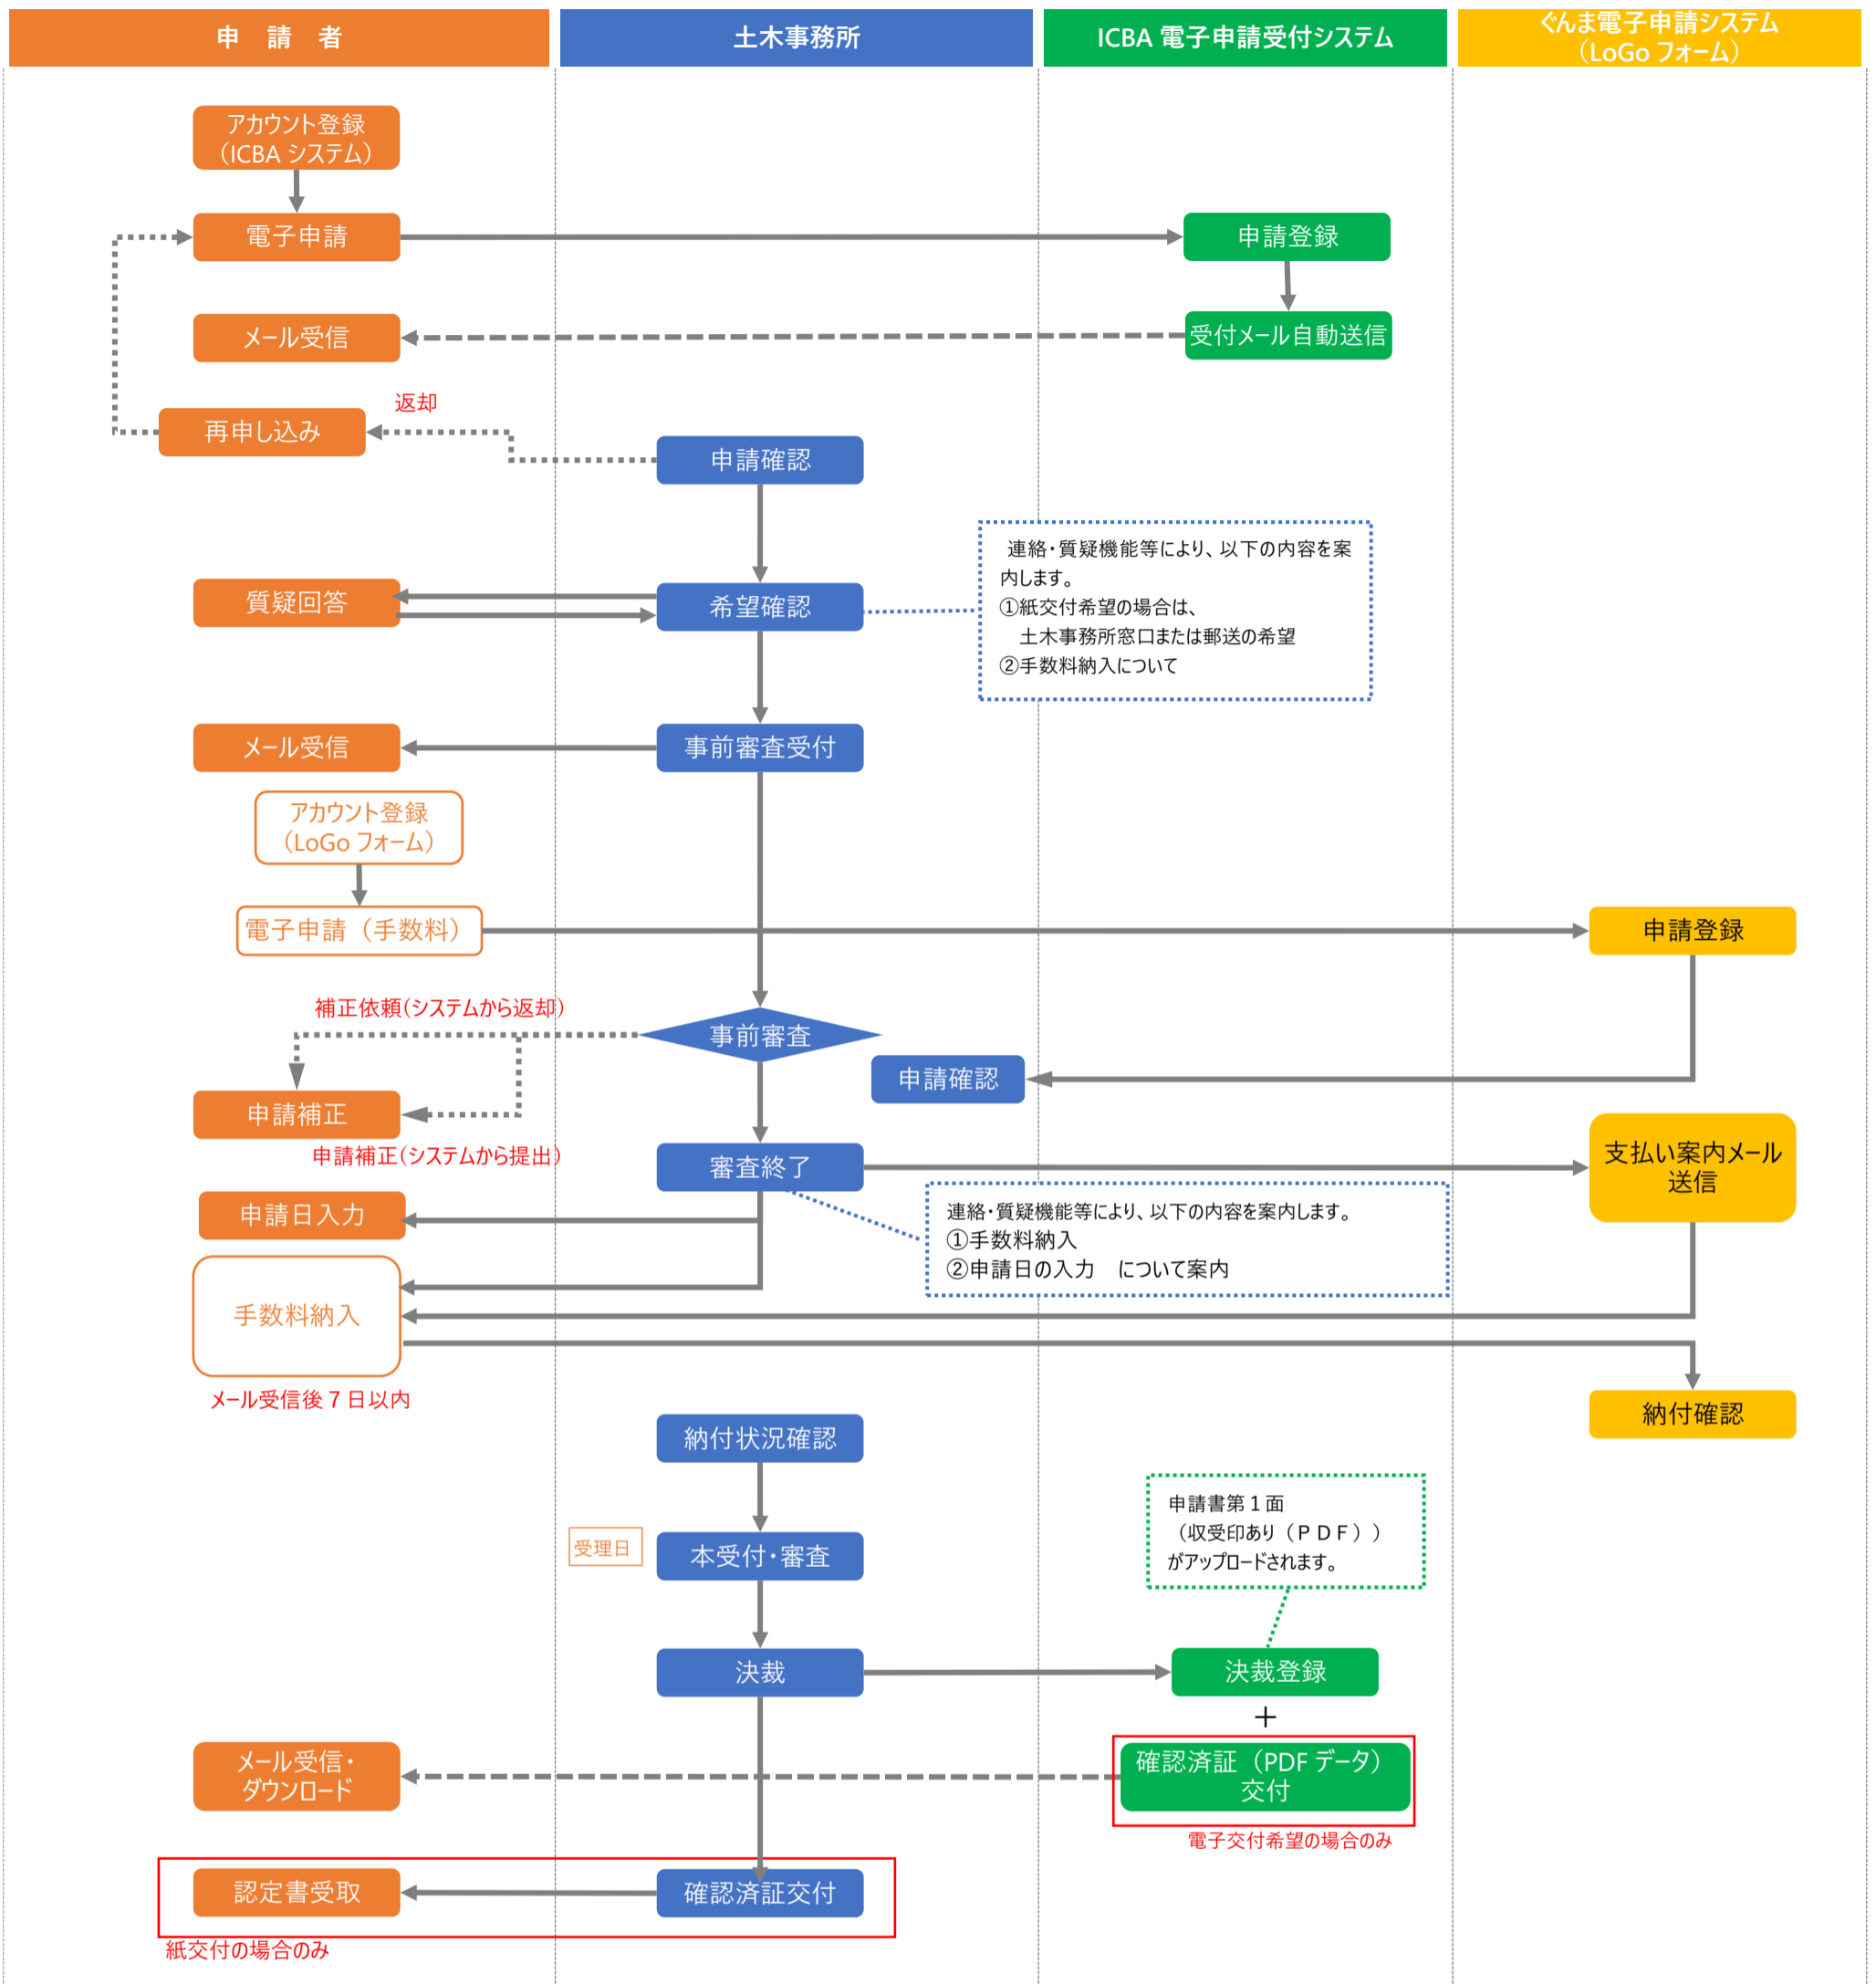 申　請　者
土木事務所
ICBA 電子申請受付システム
ぐんま電子申請システム
（LoGo フォーム）
アカウント登録
（ICBA システム）
電子申請
申請登録
メール受信
受付メール自動送信
返却
再申し込み
申請確認
連絡・質疑機能等により、以下の内容を案
内します。
①紙交付希望の場合は、
土木事務所窓口または郵送の希望
②手数料納入について
質疑回答
希望確認
メール受信
事前審査受付
アカウント登録
（LoGo フォーム）
電子申請（手数料）
申請登録
補正依頼(システムから返却)
事前審査
申請確認
申請補正
申請補正(システムから提出)
審査終了
支払い案内メール
送信
申請日入力
連絡・質疑機能等により、以下の内容を案内します。
①手数料納入
②申請日の入力　について案内
手数料納入
メール受信後 7 日以内
納付確認
納付状況確認
申請書第 1 面
（収受印あり（ＰＤＦ））
がアップロードされます。
受理日
本受付・審査
決裁
決裁登録
＋
メール受信・
ダウンロード
確認済証（PDF データ）
交付
電子交付希望の場合のみ
認定書受取
確認済証交付
紙交付の場合のみ